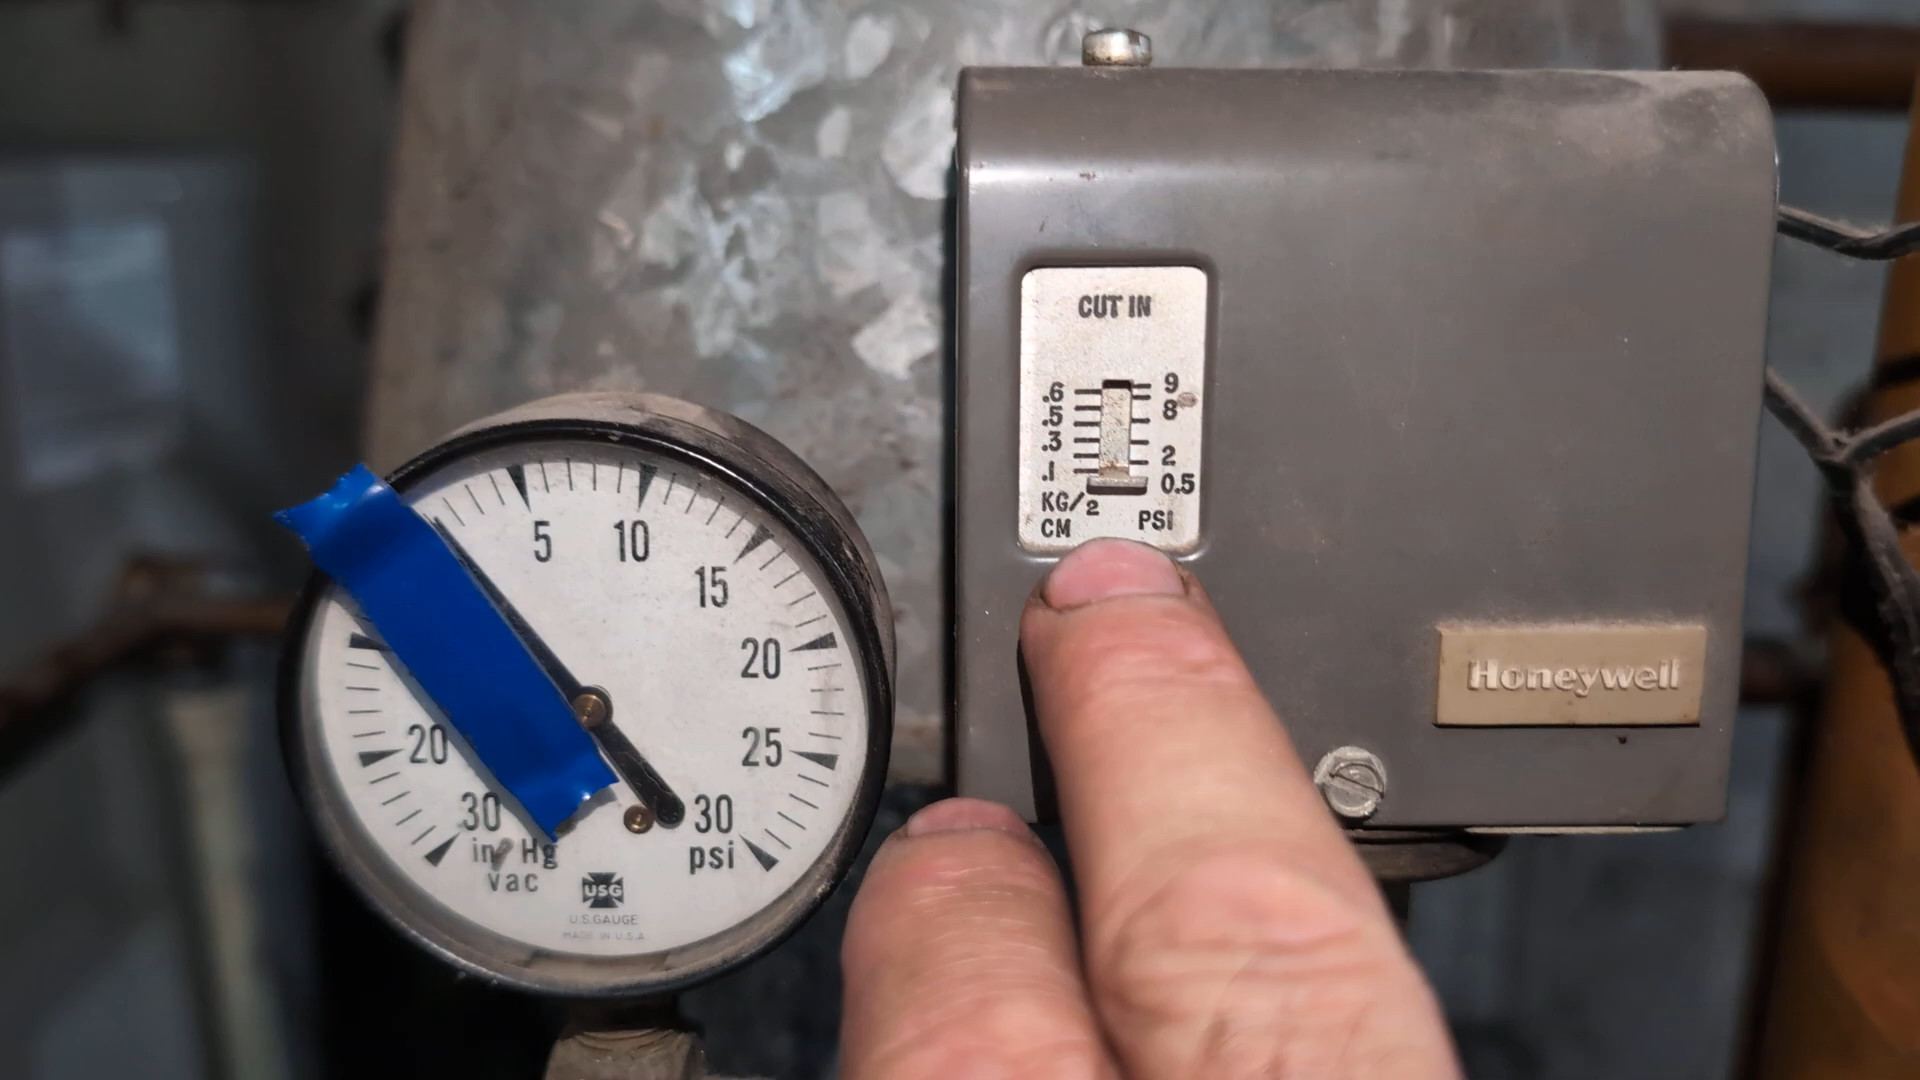 CUT IN
.6 9
.5 8
.3
.1 2
0.5
KG/2
CM PSI
Honeywell
5 10
15
20
20 25
30 30
in Hg psi
vac
USG
U.S.GAUGE
MADE IN U.S.A.